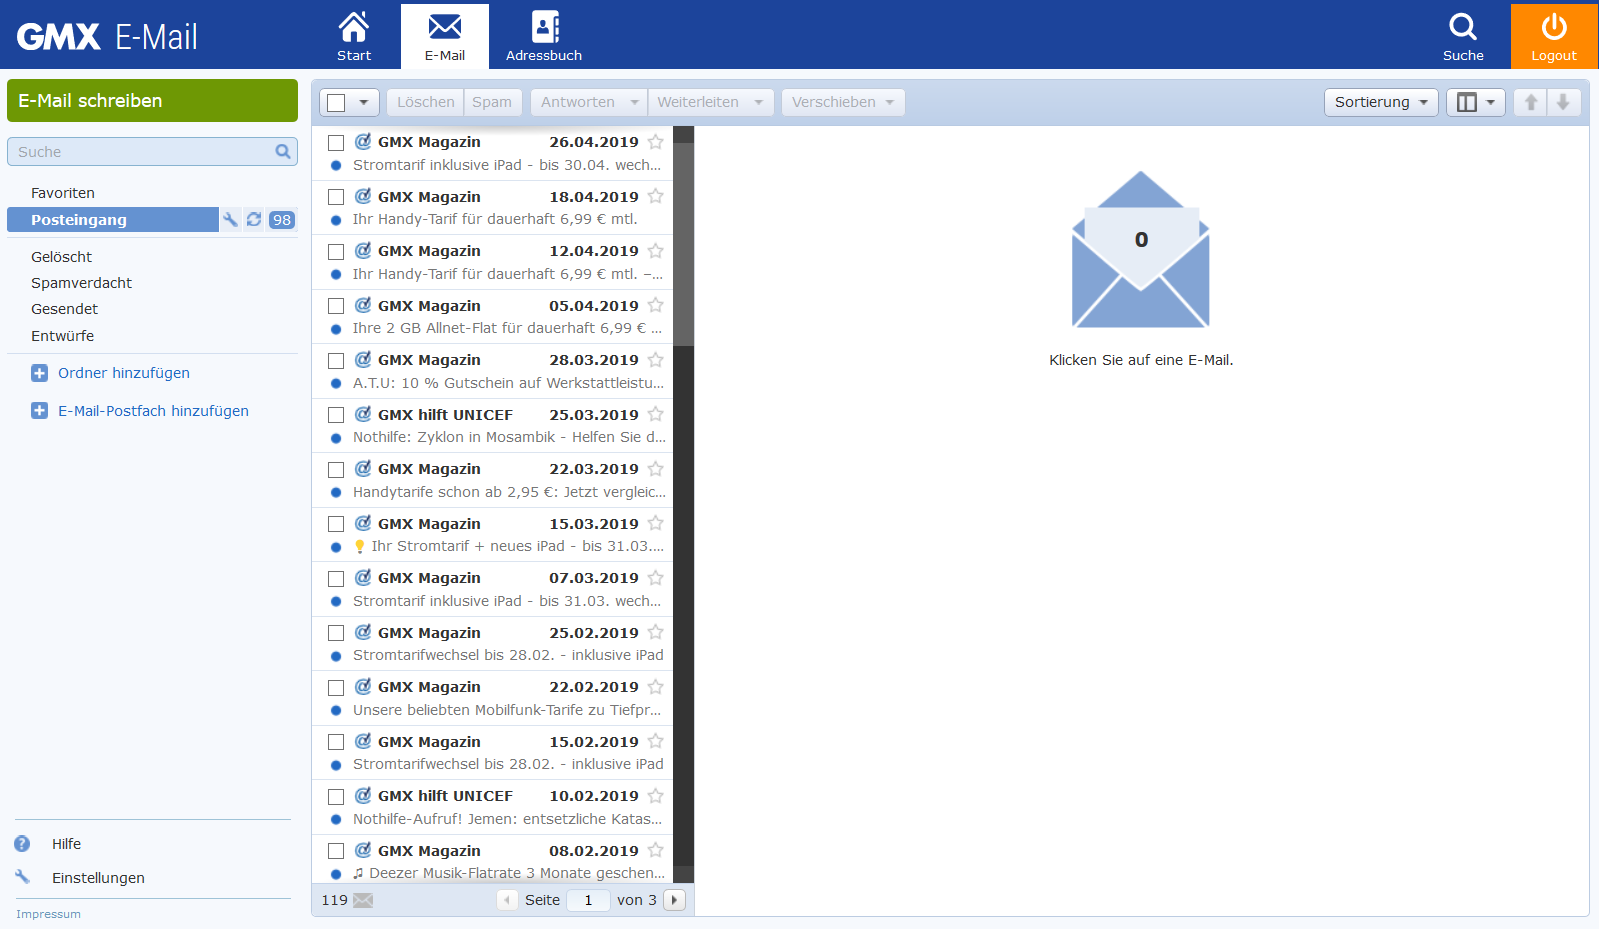 GMX E-Mail
Start
E-Mail
Adressbuch
Suche
Logout
E-Mail schreiben
Suche
Favoriten
Posteingang 98
Gelöscht
Spamverdacht
Gesendet
Entwürfe
Ordner hinzufügen
E-Mail-Postfach hinzufügen
Hilfe
Einstellungen
Impressum
Löschen Spam Antworten Weiterleiten Verschieben Sortierung
GMX Magazin 26.04.2019
Stromtarif inklusive iPad - bis 30.04. wech...
GMX Magazin 18.04.2019
Ihr Handy-Tarif für dauerhaft 6,99 € mtl.
GMX Magazin 12.04.2019
Ihr Handy-Tarif für dauerhaft 6,99 € mtl. –...
GMX Magazin 05.04.2019
Ihre 2 GB Allnet-Flat für dauerhaft 6,99 € ...
GMX Magazin 28.03.2019
A.T.U: 10 % Gutschein auf Werkstattleistu...
GMX hilft UNICEF 25.03.2019
Nothilfe: Zyklon in Mosambik - Helfen Sie d...
GMX Magazin 22.03.2019
Handytarife schon ab 2,95 €: Jetzt vergleic...
GMX Magazin 15.03.2019
Ihr Stromtarif + neues iPad - bis 31.03....
GMX Magazin 07.03.2019
Stromtarif inklusive iPad - bis 31.03. wech...
GMX Magazin 25.02.2019
Stromtarifwechsel bis 28.02. - inklusive iPad
GMX Magazin 22.02.2019
Unsere beliebten Mobilfunk-Tarife zu Tiefpr...
GMX Magazin 15.02.2019
Stromtarifwechsel bis 28.02. - inklusive iPad
GMX hilft UNICEF 10.02.2019
Nothilfe-Aufruf! Jemen: entsetzliche Katas...
GMX Magazin 08.02.2019
♫ Deezer Musik-Flatrate 3 Monate geschen...
119 Seite 1 von 3
0
Klicken Sie auf eine E-Mail.